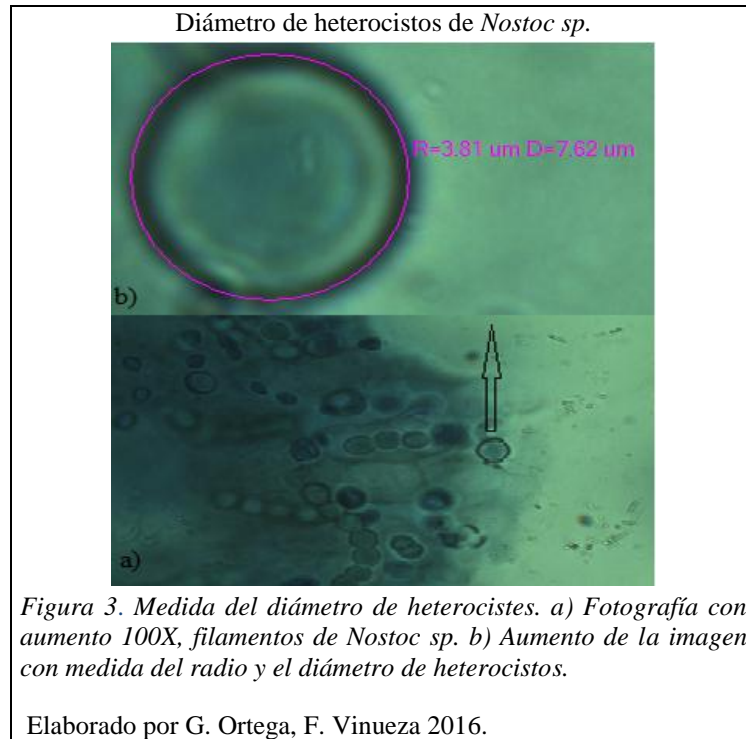 Diámetro de heterocistos de Nostoc sp.
R=3.81 um D=7.62 um
b)
a)
Figura 3. Medida del diámetro de heterocistes. a) Fotografía con
aumento 100X, filamentos de Nostoc sp. b) Aumento de la imagen
con medida del radio y el diámetro de heterocistos.
Elaborado por G. Ortega, F. Vinueza 2016.